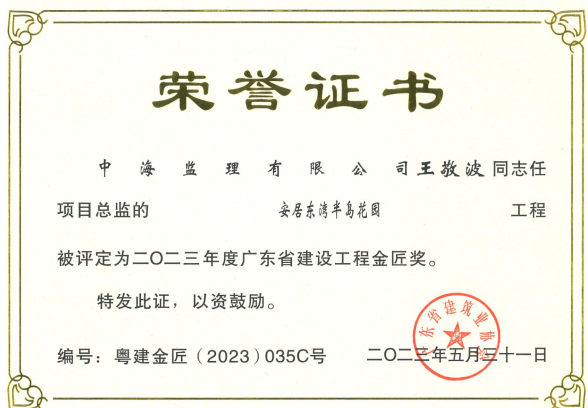 荣誉证书
中海监理有限公司王敬波同志任
项目总监的 安居东湾半岛花园 工程
被评定为二〇二三年度广东省建设工程金匠奖。
特发此证，以资鼓励。
广东省建筑业协会
编号：粤建金匠（2023）035C号 二〇二三年五月三十一日